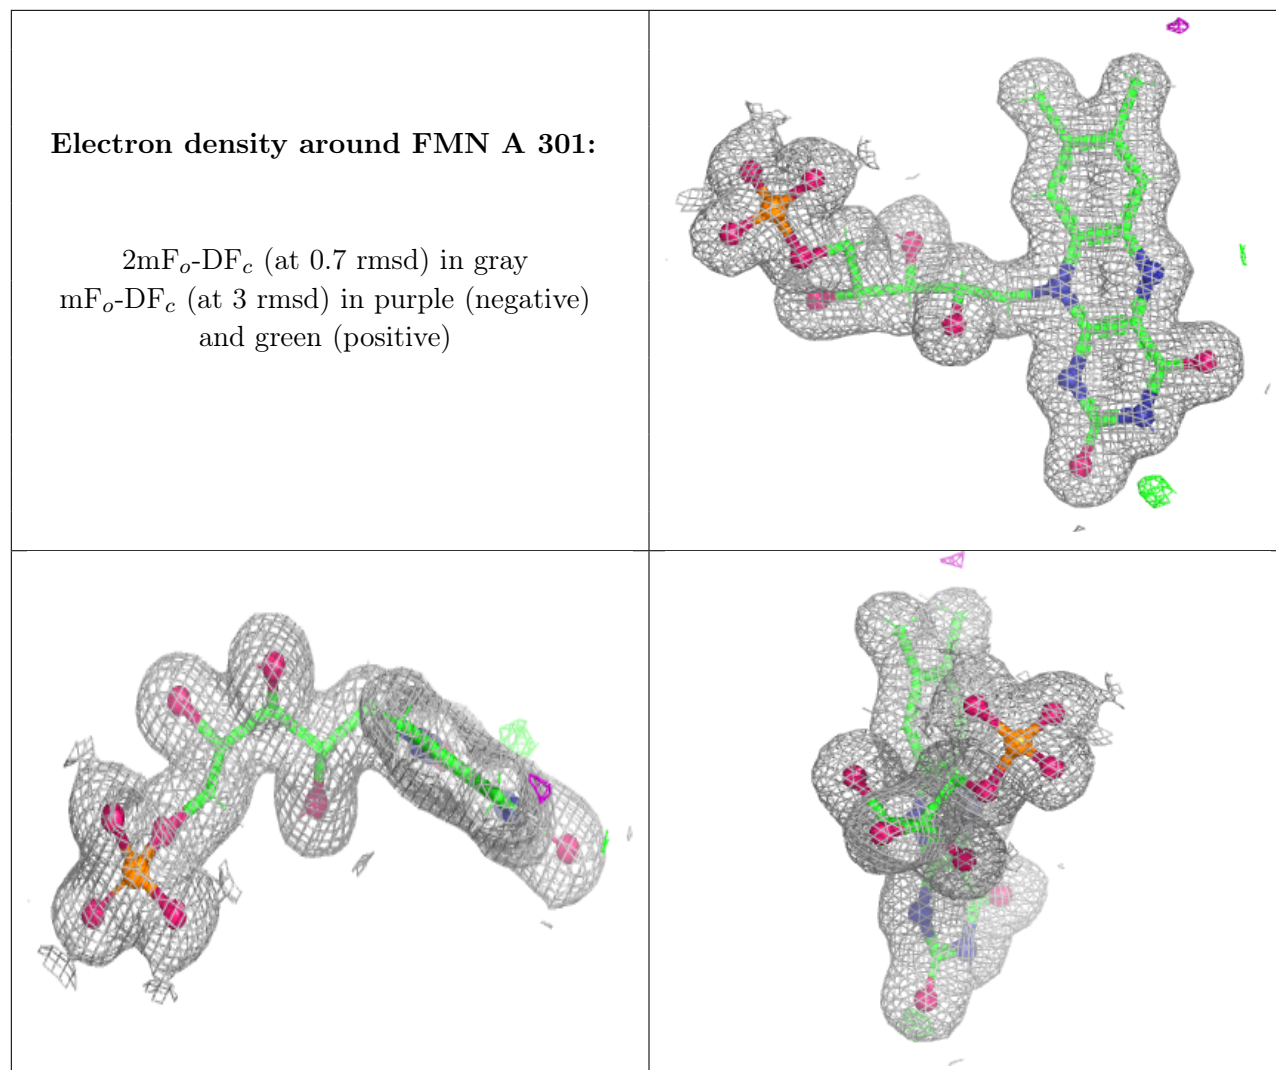 Electron density around FMN A 301:
2mFo-DFc (at 0.7 rmsd) in gray
mFo-DFc (at 3 rmsd) in purple (negative)
and green (positive)